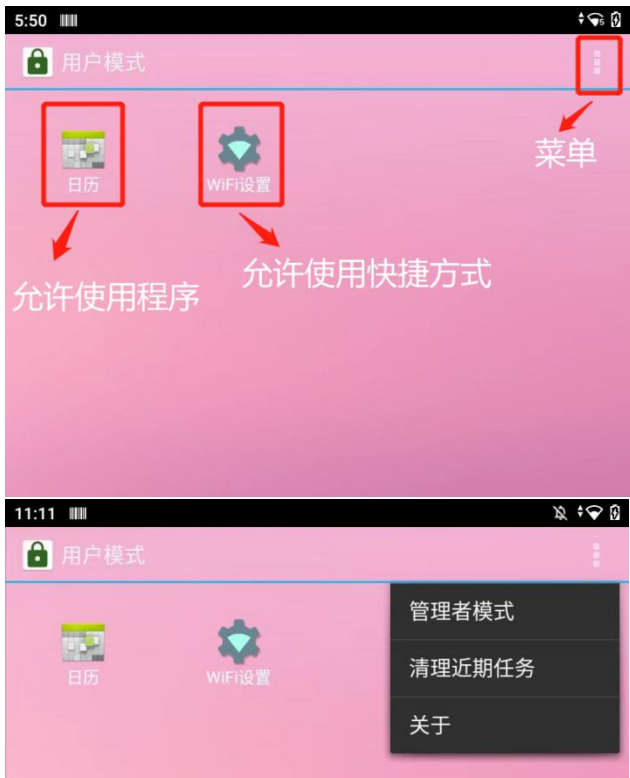 5:50
用户模式
菜单
日历
WiFi设置
允许使用快捷方式
允许使用程序
11:11
用户模式
管理者模式
日历
WiFi设置
清理近期任务
关于